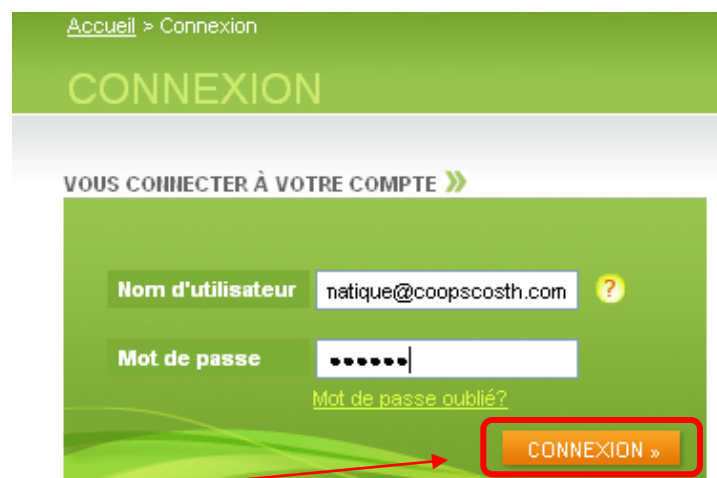 Accueil > Connexion
CONNEXION
VOUS CONNECTER À VOTRE COMPTE »
Nom d'utilisateur natique@coopscosth.com ?
Mot de passe ••••••
Mot de passe oublié?
CONNEXION »